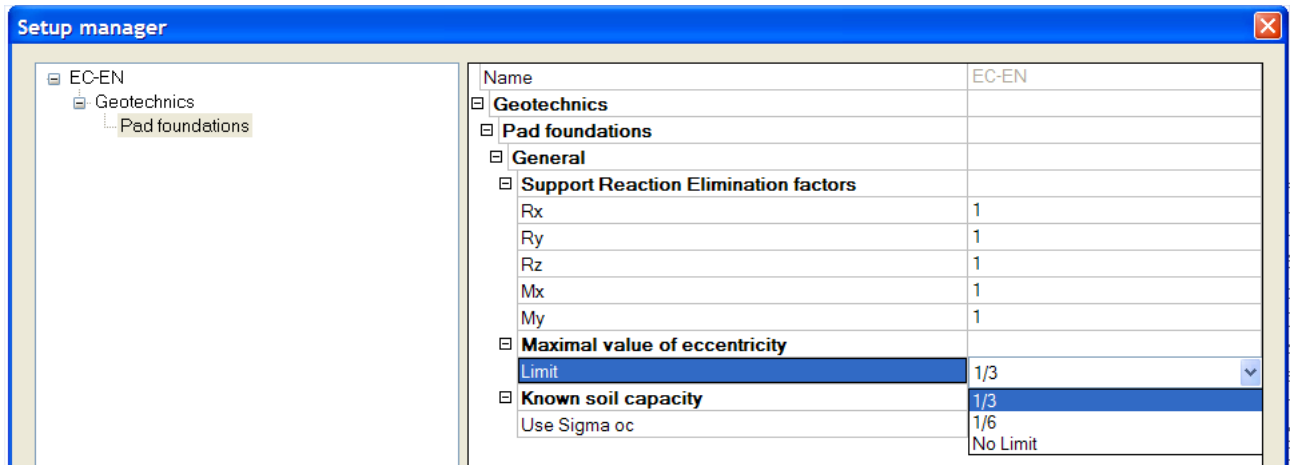 Setup manager
EC-EN
Geotechnics
Pad foundations
Name EC-EN
Geotechnics
Pad foundations
General
Support Reaction Elimination factors
Rx 1
Ry 1
Rz 1
Mx 1
My 1
Maximal value of eccentricity
Limit 1/3
Known soil capacity 1/3
Use Sigma oc 1/6
No Limit